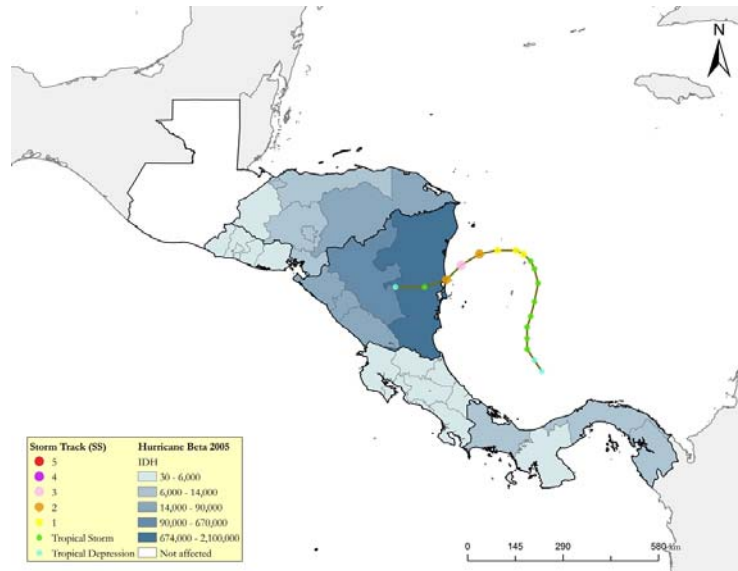 N
Storm Track (SS)
5
4
3
2
1
Tropical Storm
Tropical Depression
Hurricane Beta 2005
IDH
30 - 6,000
6,000 - 14,000
14,000 - 90,000
90,000 - 670,000
674,000 - 2,100,000
Not affected
0 145 290 580 km